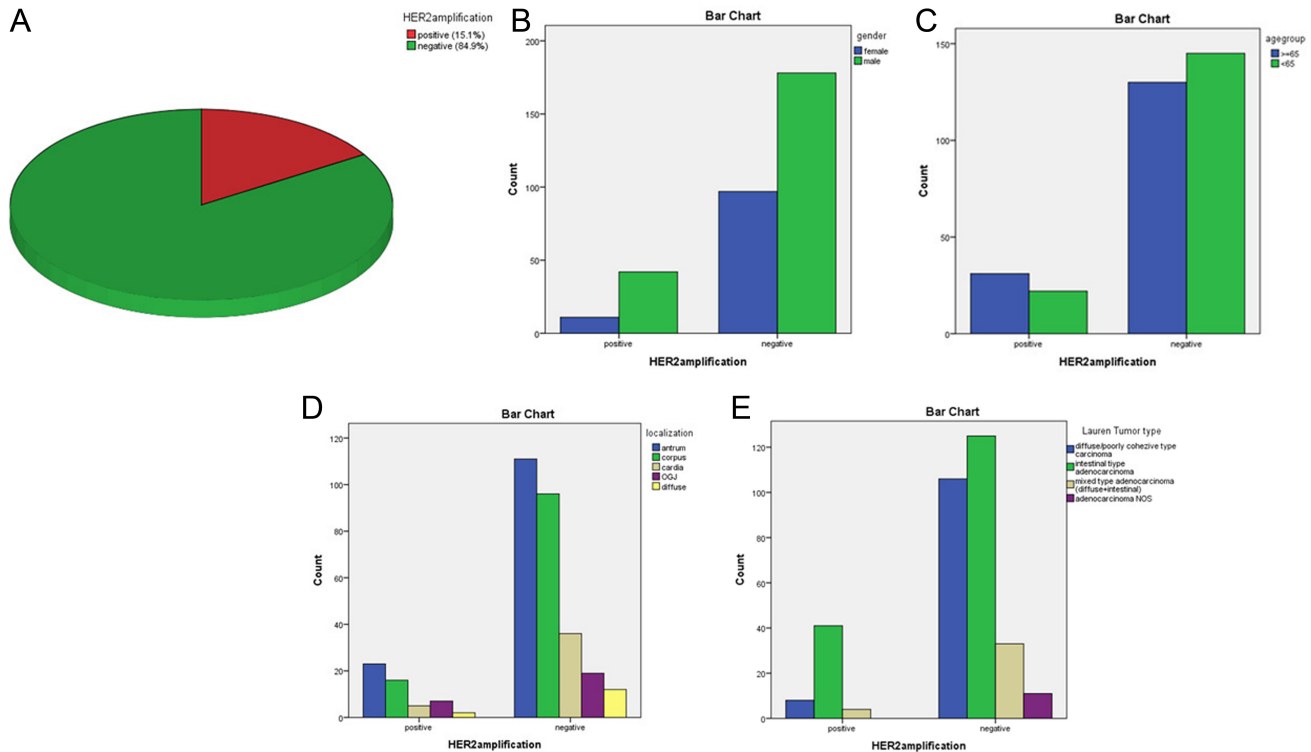 A
HER2amplification
positive (15.1%)
negative (84.9%)
B
Bar Chart
gender
female
male
200
150
100
50
0
Count
positive
negative
HER2amplification
C
Bar Chart
agegroup
>=65
<65
150
100
50
0
Count
positive
negative
HER2amplification
D
Bar Chart
localization
antrum
corpus
cardia
OGJ
diffuse
120
100
80
60
40
20
0
Count
positive
negative
HER2amplification
E
Bar Chart
Lauren Tumor type
diffuse/poorly cohezive type
carcinoma
intestinal type
adenocarcinoma
mixed type adenocarcinoma
(diffuse+intestinal)
adenocarcinoma NOS
120
100
80
60
40
20
0
Count
positive
negative
HER2amplification